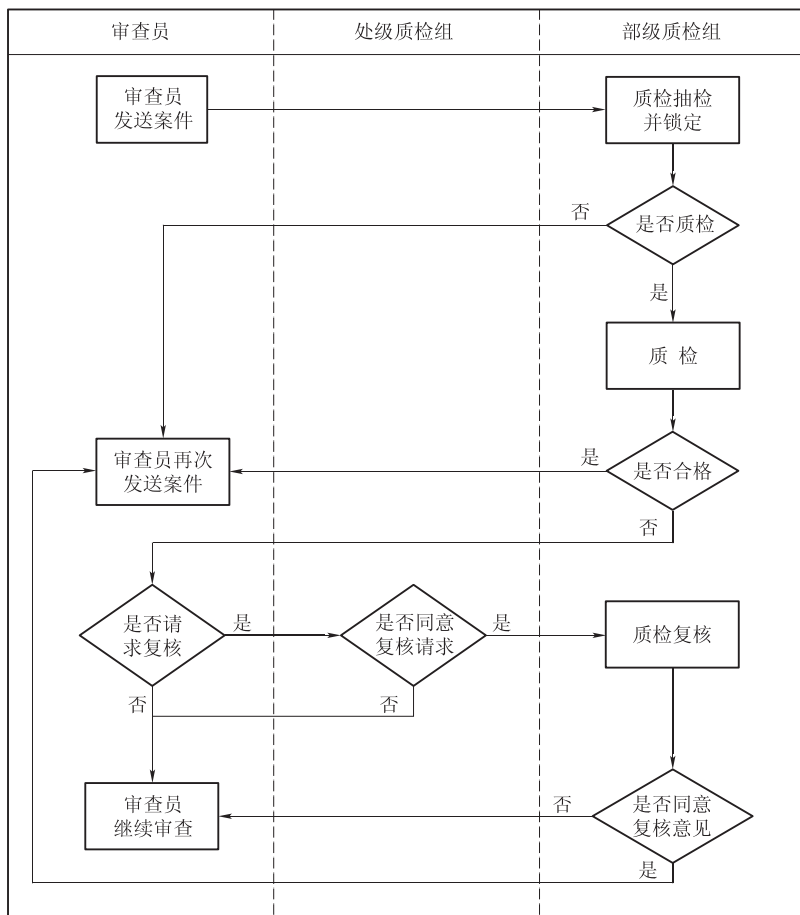 审查员
处级质检组
部级质检组
审查员
发送案件
质检抽检
并锁定
否
是否质检
是
质 检
审查员再次
发送案件
是
是否合格
否
是否请
求复核
是
是否同意
复核请求
是
质检复核
否
否
审查员
继续审查
否
是否同意
复核意见
是